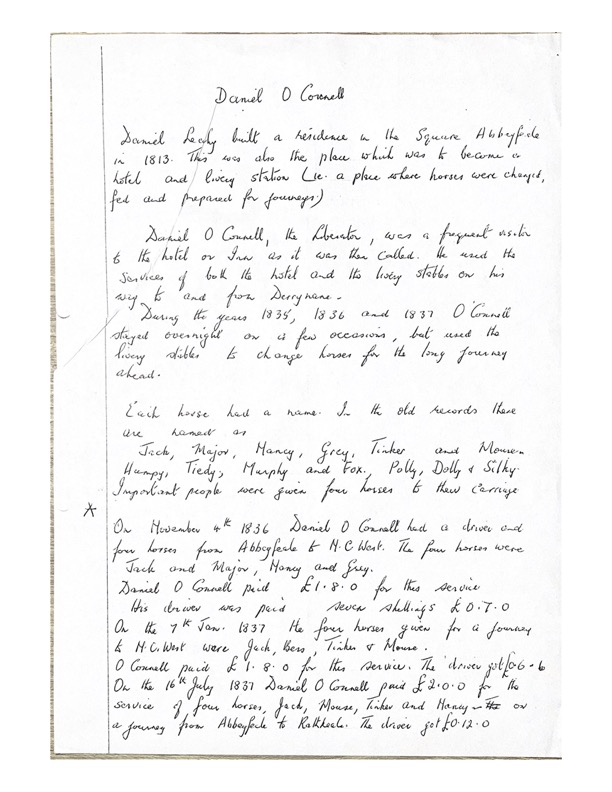 Daniel O Connell
Daniel Leahy built a residence in the Square Abbeyfeale
in 1813. This was also the place which was to become a
hotel and livery station (ie. a place where horses were changed,
fed and prepared for journeys)
Daniel O Connell, the Liberator, was a frequent visitor
to the hotel or Inn as it was then called. He used the
services of both the hotel and the livery stables on his
way to and from Derrynane.
During the years 1835, 1836 and 1837 O'Connell
stayed overnight on a few occasions, but used the
livery stables to change horses for the long journey
ahead.
Each horse had a name. In the old records these
are named as
Jack, Major, Nancy, Grey, Tinker and Mouse.
Humpy, Tiedy, Murphy and Fox, Polly, Dolly & Silky.
Important people were given four horses to their carriage
*
On November 4th 1836 Daniel O Connell had a driver and
four horses from Abbeyfeale to N.C. West. The four horses were
Jack and Major, Nancy and Grey.
Daniel O Connell paid £1.8.0 for this service
His driver was paid seven shillings £0.7.0
On the 7th Jan. 1837 the four horses given for a journey
to N.C. West were Jack, Bess, Tinker & Mouse.
O Connell paid £1.8.0 for this service. The driver got £0.6.6
On the 16th July 1837 Daniel O Connell paid £2.0.0 for the
service of four horses, Jack, Mouse, Tinker and Nancy on
a journey from Abbeyfeale to Rathkeale. The driver got £0.12.0